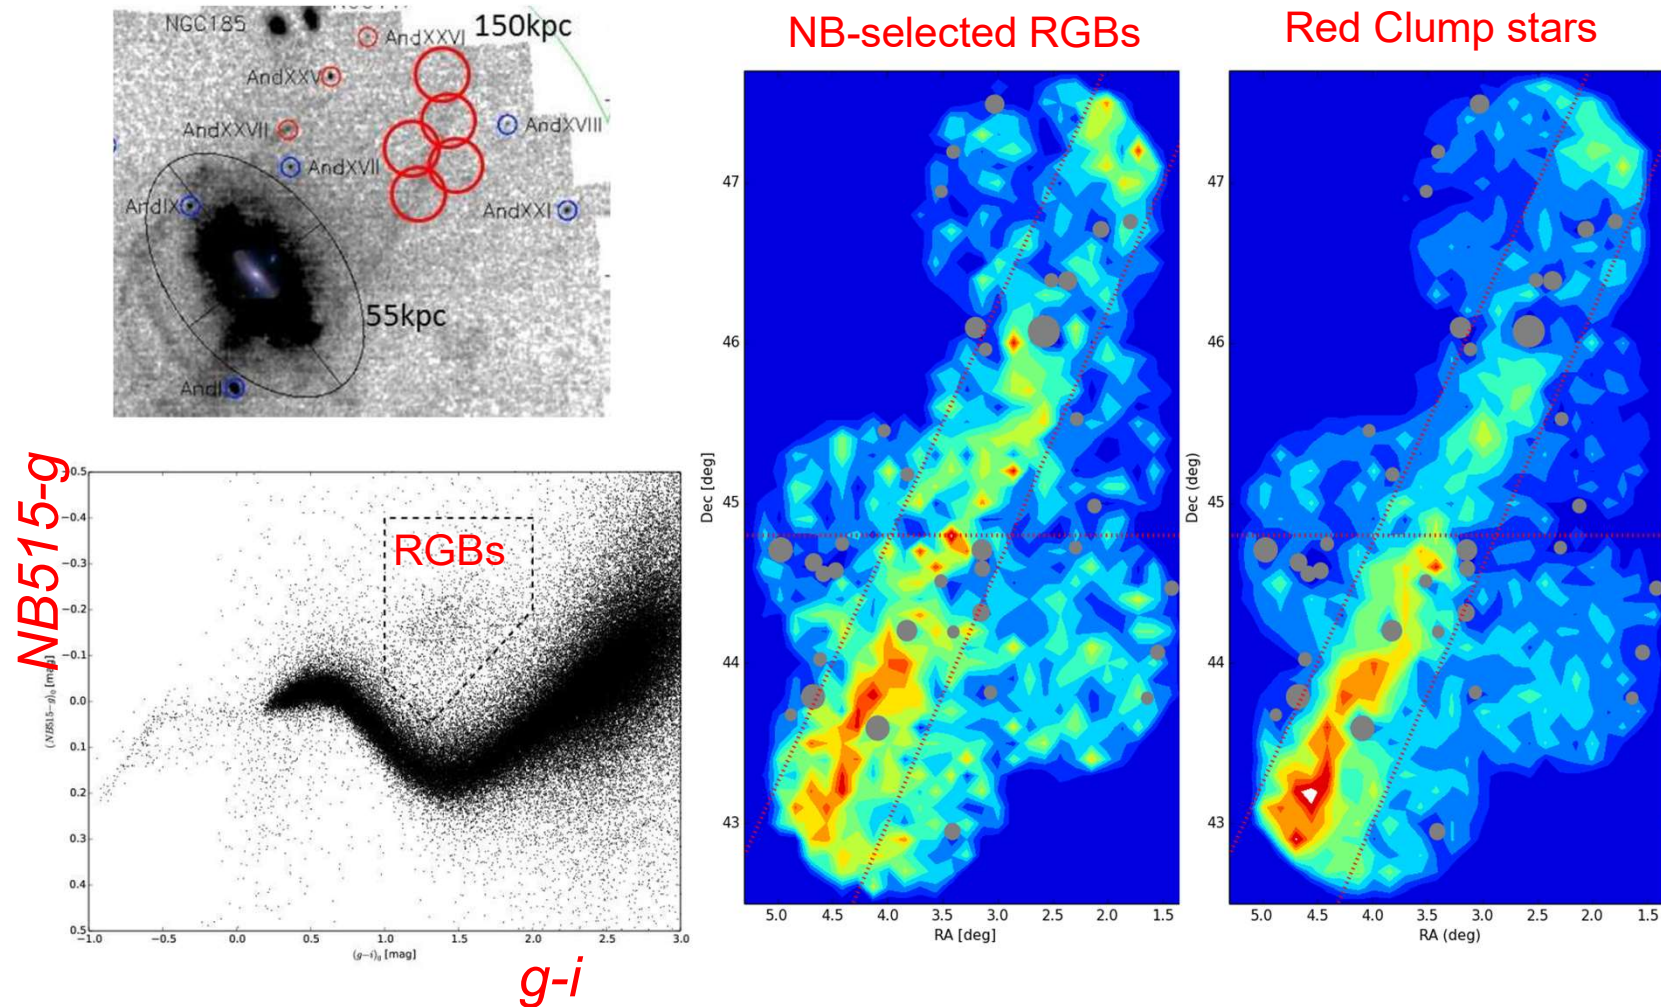 NGC185
AndXXVI
150kpc
AndXXV
AndXXVII
AndXVIII
AndXVII
AndIX
AndXXI
55kpc
AndI
NB515-g
(NB515-g)₀ [mag]
-0.5
-0.4
-0.3
-0.2
-0.1
0.0
0.1
0.2
0.3
0.4
0.5
RGBs
-1.0 -0.5 0.0 0.5 1.0 1.5 2.0 2.5 3.0
(g-i)₀ [mag]
g-i
NB-selected RGBs
Dec [deg]
47
46
45
44
43
5.0 4.5 4.0 3.5 3.0 2.5 2.0 1.5
RA [deg]
Red Clump stars
Dec (deg)
47
46
45
44
43
5.0 4.5 4.0 3.5 3.0 2.5 2.0 1.5
RA (deg)